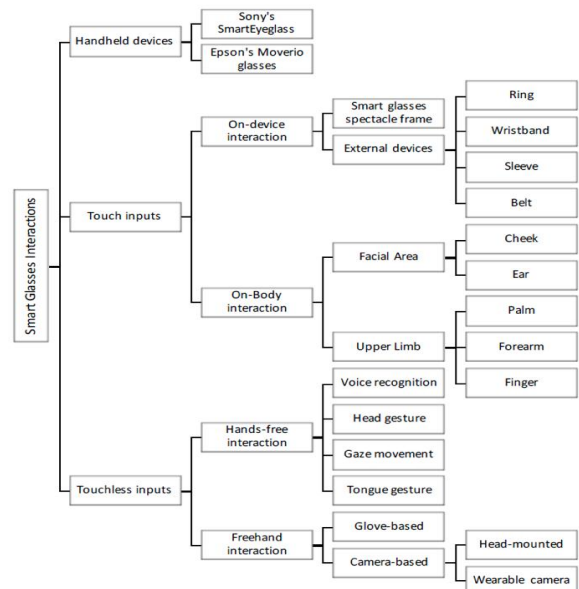 Smart Glasses Interactions
Handheld devices
Sony's
SmartEyeglass
Epson's Moverio
glasses
Touch inputs
On-device
interaction
Smart glasses
spectacle frame
External devices
Ring
Wristband
Sleeve
Belt
On-Body
interaction
Facial Area
Cheek
Ear
Upper Limb
Palm
Forearm
Finger
Touchless inputs
Hands-free
interaction
Voice recognition
Head gesture
Gaze movement
Tongue gesture
Freehand
interaction
Glove-based
Camera-based
Head-mounted
Wearable camera